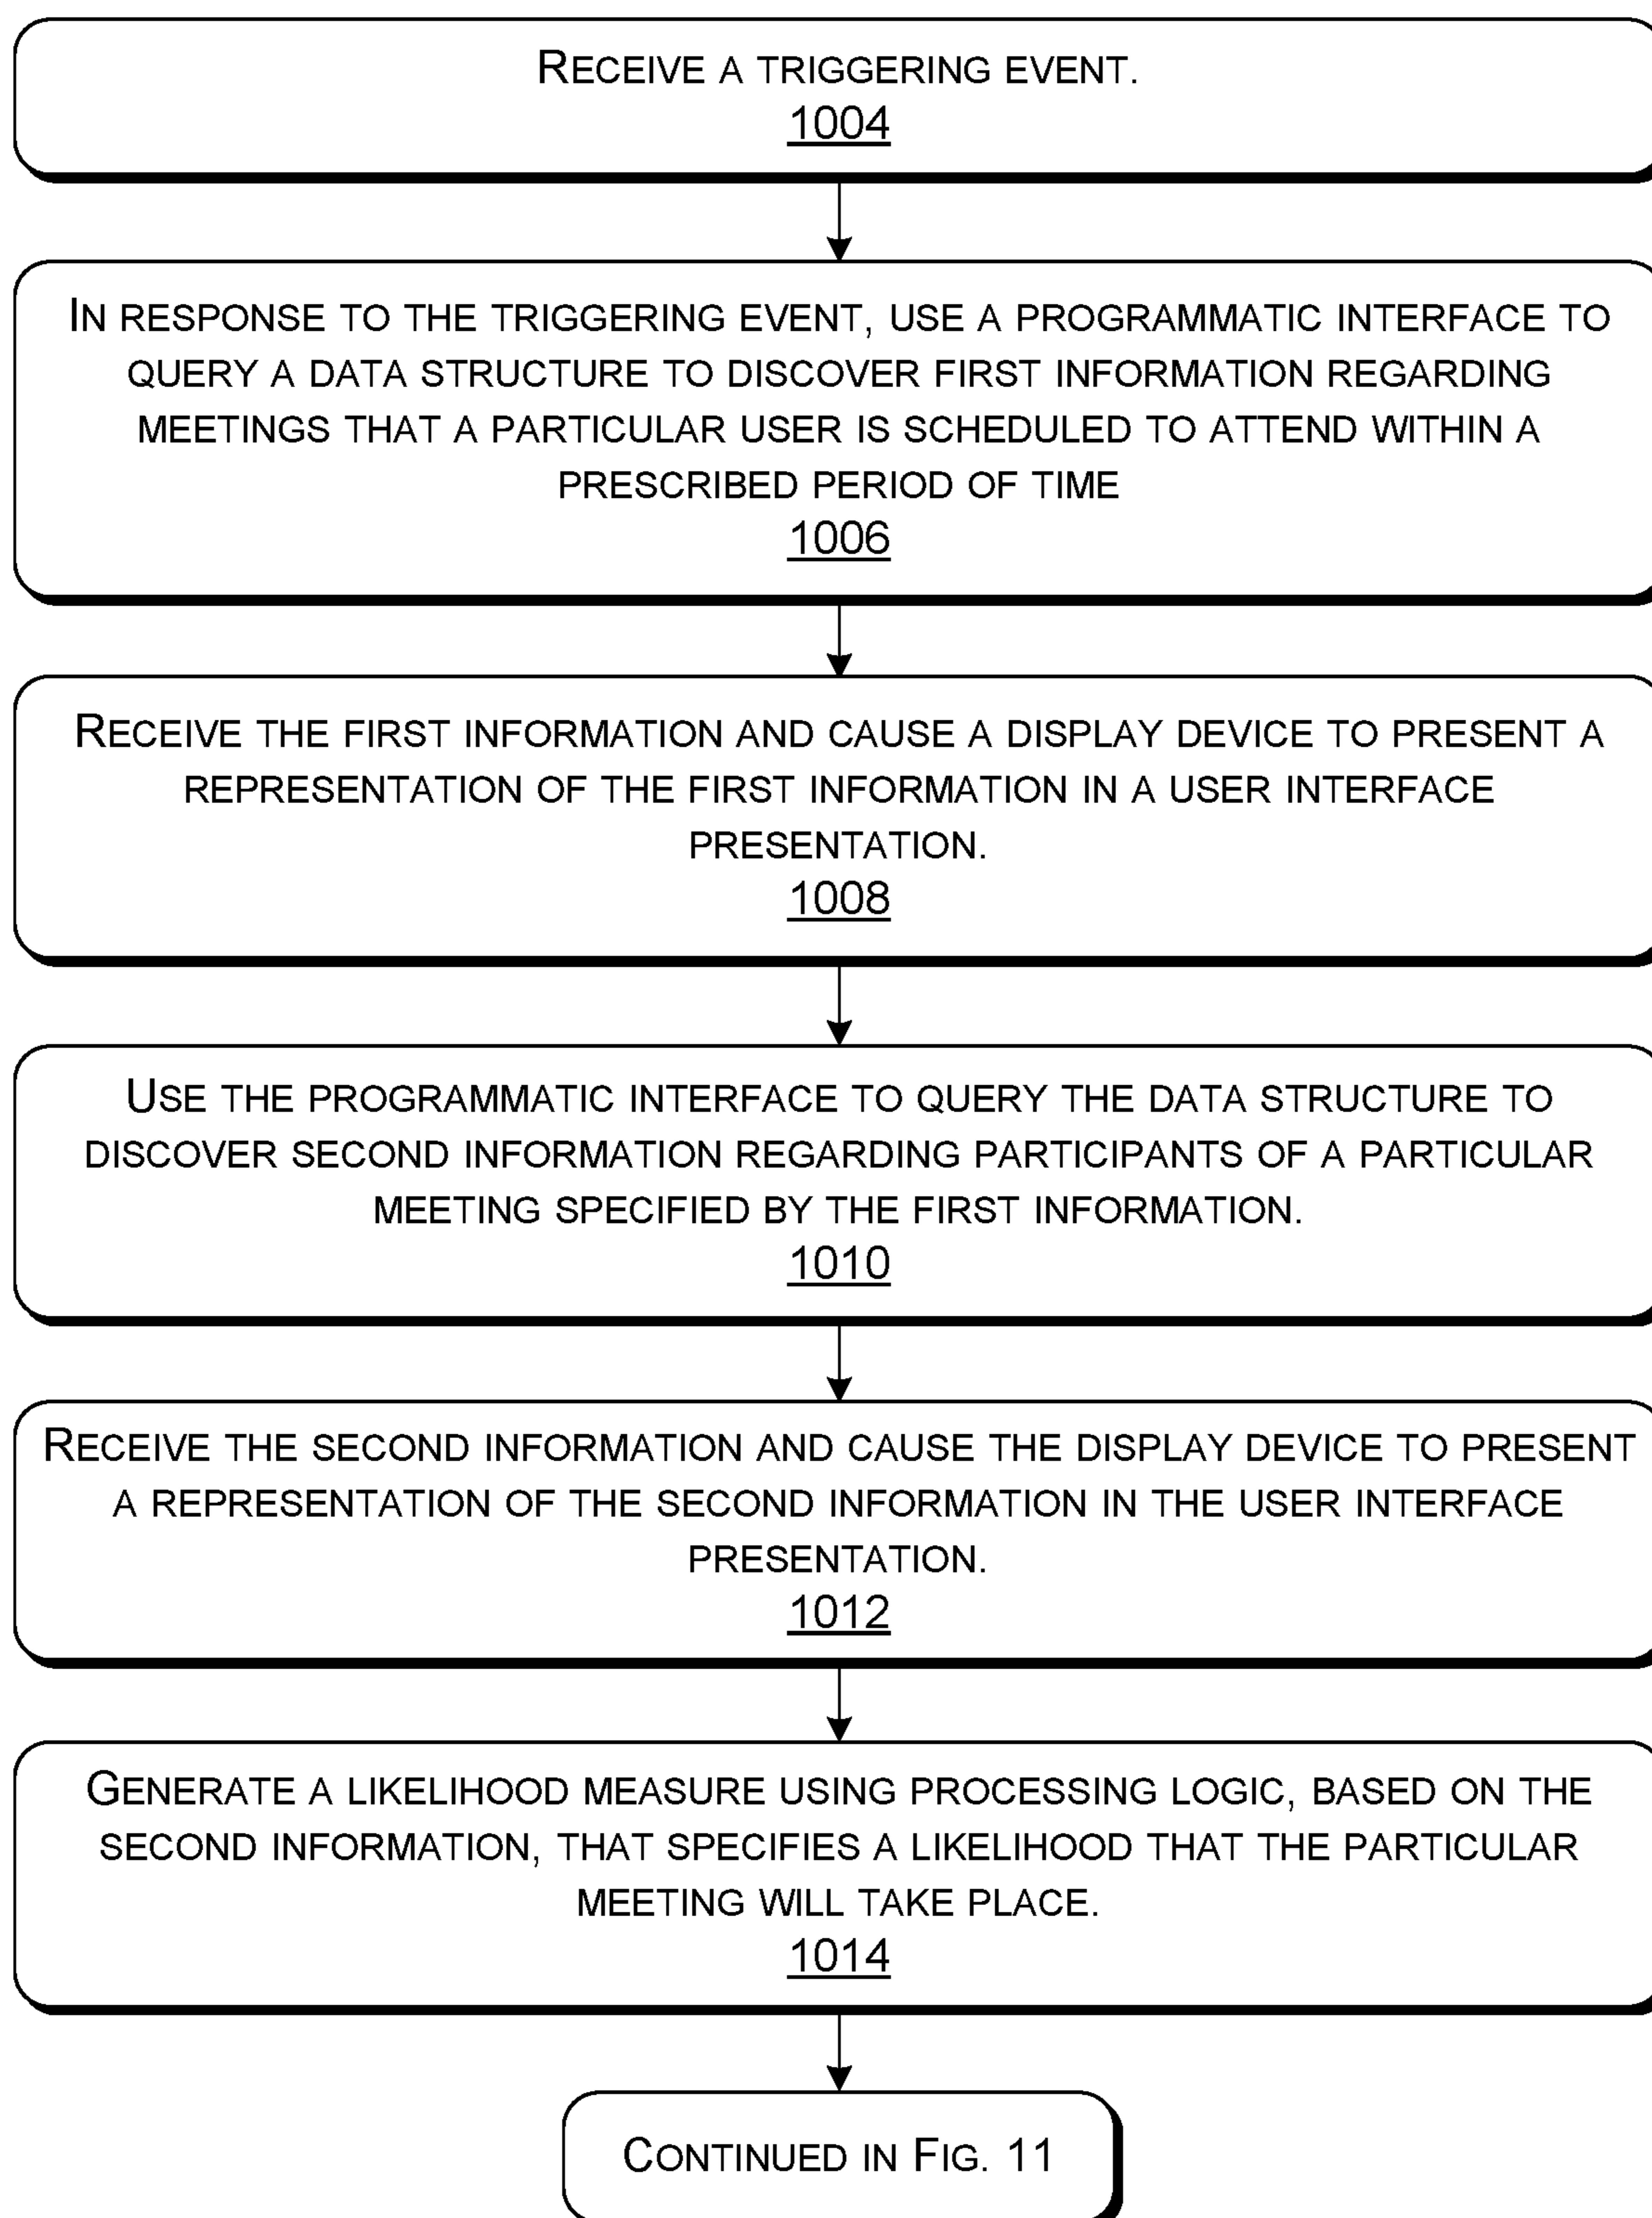 RECEIVE A TRIGGERING EVENT.
1004
IN RESPONSE TO THE TRIGGERING EVENT, USE A PROGRAMMATIC INTERFACE TO
QUERY A DATA STRUCTURE TO DISCOVER FIRST INFORMATION REGARDING
MEETINGS THAT A PARTICULAR USER IS SCHEDULED TO ATTEND WITHIN A
PRESCRIBED PERIOD OF TIME
1006
RECEIVE THE FIRST INFORMATION AND CAUSE A DISPLAY DEVICE TO PRESENT A
REPRESENTATION OF THE FIRST INFORMATION IN A USER INTERFACE
PRESENTATION.
1008
USE THE PROGRAMMATIC INTERFACE TO QUERY THE DATA STRUCTURE TO
DISCOVER SECOND INFORMATION REGARDING PARTICIPANTS OF A PARTICULAR
MEETING SPECIFIED BY THE FIRST INFORMATION.
1010
RECEIVE THE SECOND INFORMATION AND CAUSE THE DISPLAY DEVICE TO PRESENT
A REPRESENTATION OF THE SECOND INFORMATION IN THE USER INTERFACE
PRESENTATION.
1012
GENERATE A LIKELIHOOD MEASURE USING PROCESSING LOGIC, BASED ON THE
SECOND INFORMATION, THAT SPECIFIES A LIKELIHOOD THAT THE PARTICULAR
MEETING WILL TAKE PLACE.
1014
CONTINUED IN FIG. 11